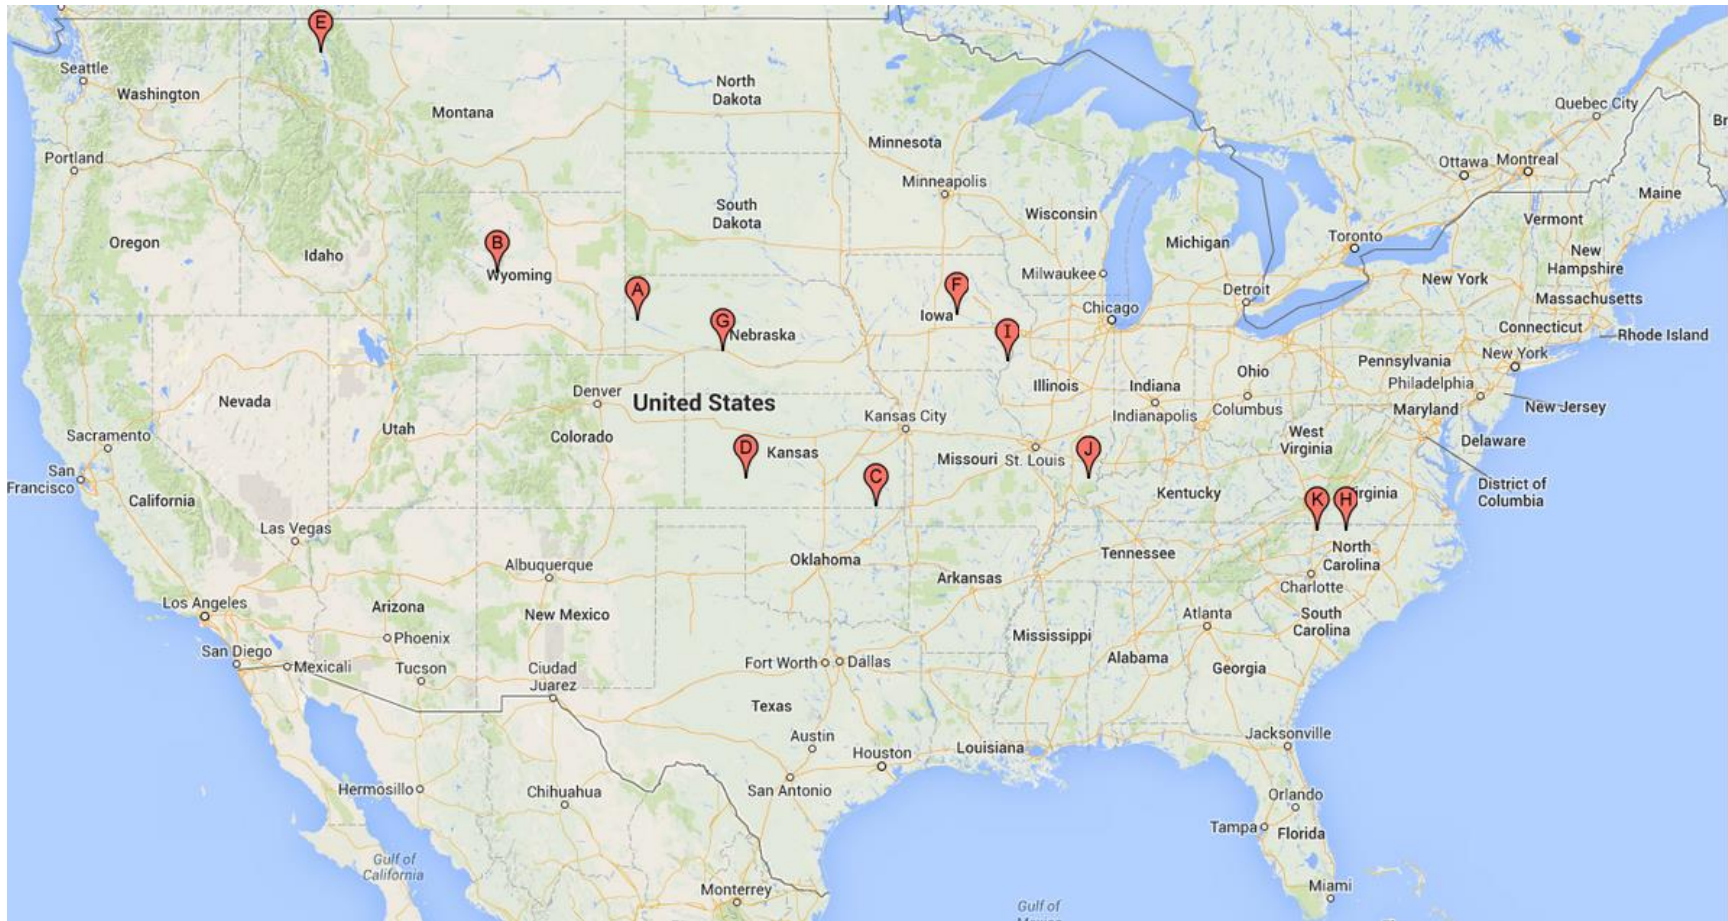 E
Seattle
Washington
Montana
North
Dakota
Minnesota
Quebec City
Br
Portland
Ottawa
Montreal
Minneapolis
Maine
South
Dakota
Wisconsin
Vermont
Oregon
B
Idaho
Michigan
Toronto
New
Hampshire
Wyoming
Milwaukee
New York
A
F
Detroit
Massachusetts
Iowa
Chicago
G
Nebraska
I
Connecticut
Rhode Island
New York
Pennsylvania
Ohio
Denver
United States
Illinois
Indiana
Philadelphia
Nevada
Kansas City
Indianapolis
Columbus
Maryland
New Jersey
Utah
Sacramento
Colorado
West
Virginia
Delaware
D
Kansas
Missouri
St. Louis
J
San
Francisco
C
District of
Columbia
California
Kentucky
K
H
irginia
Las Vegas
Albuquerque
Oklahoma
Tennessee
North
Carolina
Arkansas
Charlotte
Los Angeles
Arizona
New Mexico
Atlanta
South
Carolina
Phoenix
Mississippi
San Diego
Mexicali
Tucson
Ciudad
Juarez
Fort Worth
Dallas
Alabama
Georgia
Texas
Austin
Houston
Louisiana
Jacksonville
Hermosillo
Chihuahua
San Antonio
Orlando
Tampa
Florida
Gulf of
California
Monterrey
Miami
Gulf of